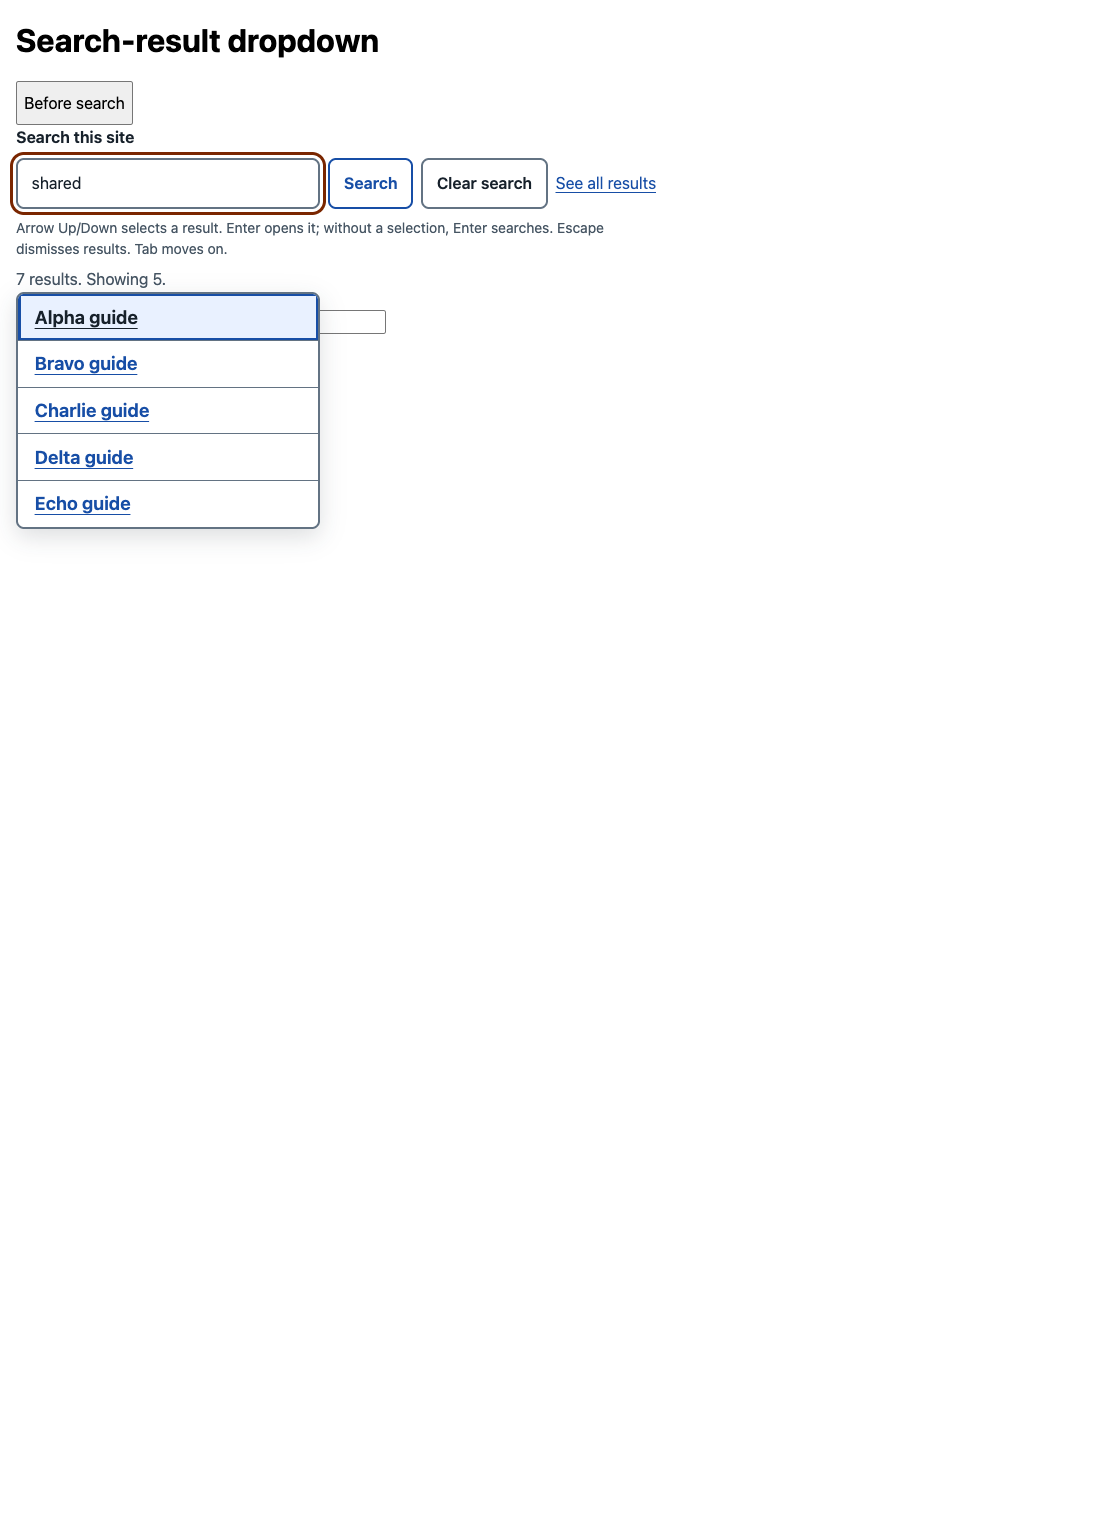 Search-result dropdown
Before search
Search this site
shared
Search
Clear search
See all results
Arrow Up/Down selects a result. Enter opens it; without a selection, Enter searches. Escape
dismisses results. Tab moves on.
7 results. Showing 5.
Alpha guide
Bravo guide
Charlie guide
Delta guide
Echo guide